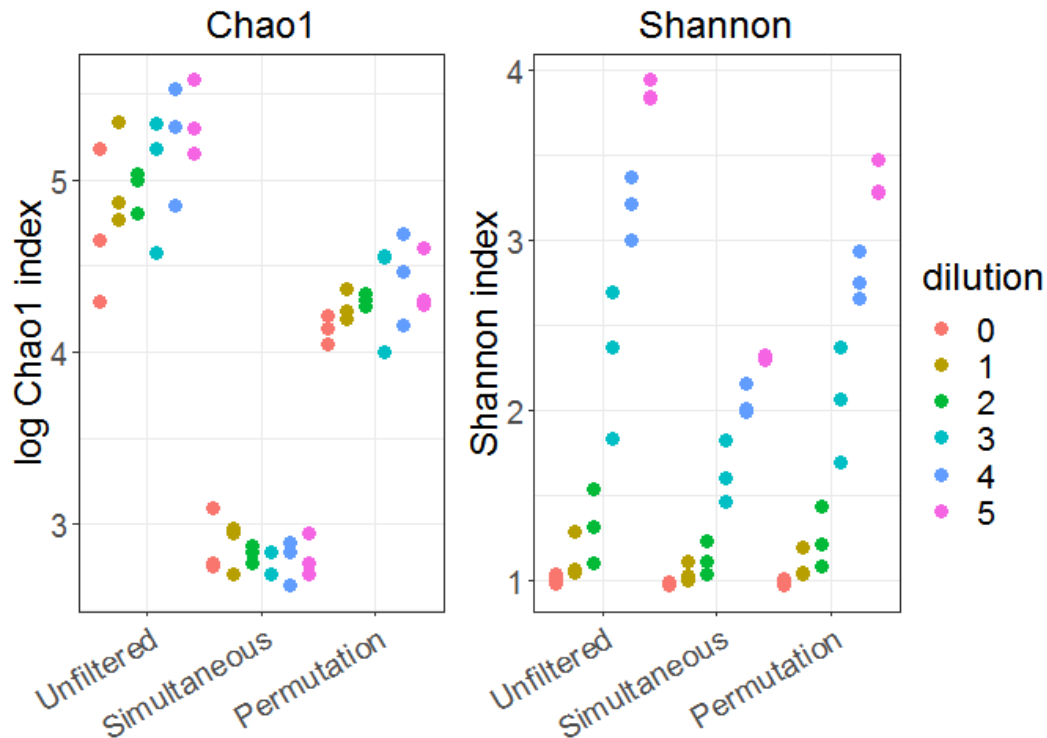 Chao1
log Chao1 index
5
4
3
Unfiltered
Simultaneous
Permutation
Shannon
Shannon index
4
3
2
1
Unfiltered
Simultaneous
Permutation
dilution
0
1
2
3
4
5